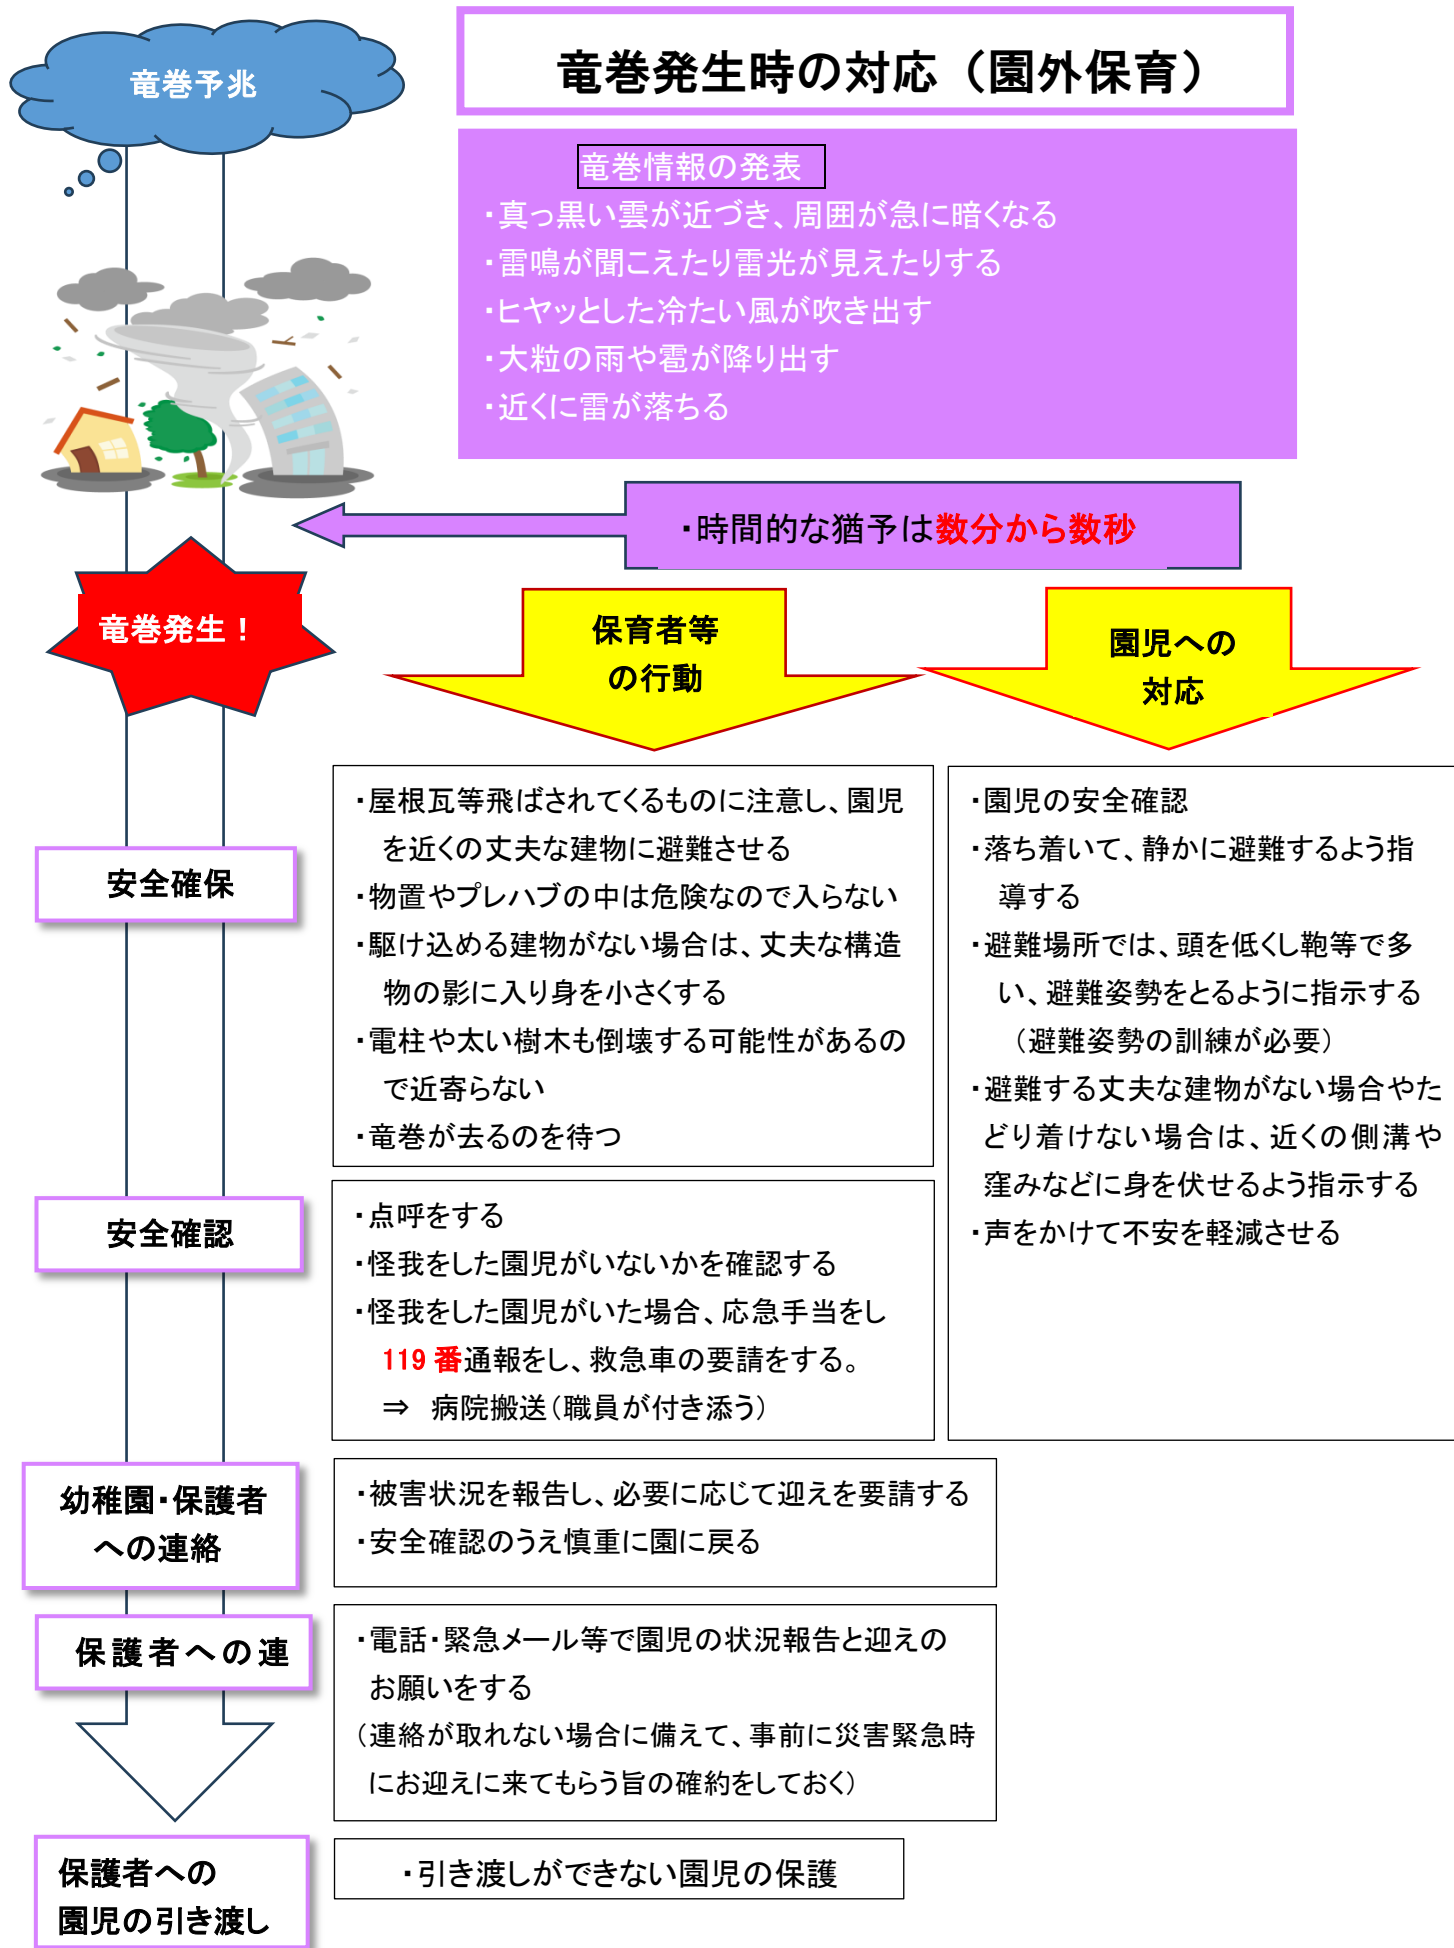 竜巻予兆
竜巻発生時の対応（園外保育）
竜巻情報の発表
・真っ黒い雲が近づき、周囲が急に暗くなる
・雷鳴が聞こえたり雷光が見えたりする
・ヒヤッとした冷たい風が吹き出す
・大粒の雨や雹が降り出す
・近くに雷が落ちる
・時間的な猶予は数分から数秒
竜巻発生！
保育者等
の行動
園児への
対応
安全確保
・屋根瓦等飛ばされてくるものに注意し、園児
を近くの丈夫な建物に避難させる
・物置やプレハブの中は危険なので入らない
・駆け込める建物がない場合は、丈夫な構造
物の影に入り身を小さくする
・電柱や太い樹木も倒壊する可能性があるの
で近寄らない
・竜巻が去るのを待つ
・園児の安全確認
・落ち着いて、静かに避難するよう指
導する
・避難場所では、頭を低くし鞄等で多
い、避難姿勢をとるように指示する
（避難姿勢の訓練が必要）
・避難する丈夫な建物がない場合やた
どり着けない場合は、近くの側溝や
窪みなどに身を伏せるよう指示する
・声をかけて不安を軽減させる
安全確認
・点呼をする
・怪我をした園児がいないかを確認する
・怪我をした園児がいた場合、応急手当をし
119番通報をし、救急車の要請をする。
⇒ 病院搬送（職員が付き添う）
幼稚園・保護者
への連絡
・被害状況を報告し、必要に応じて迎えを要請する
・安全確認のうえ慎重に園に戻る
保護者への連
・電話・緊急メール等で園児の状況報告と迎えの
お願いをする
（連絡が取れない場合に備えて、事前に災害緊急時
にお迎えに来てもらう旨の確約をしておく）
保護者への
園児の引き渡し
・引き渡しができない園児の保護